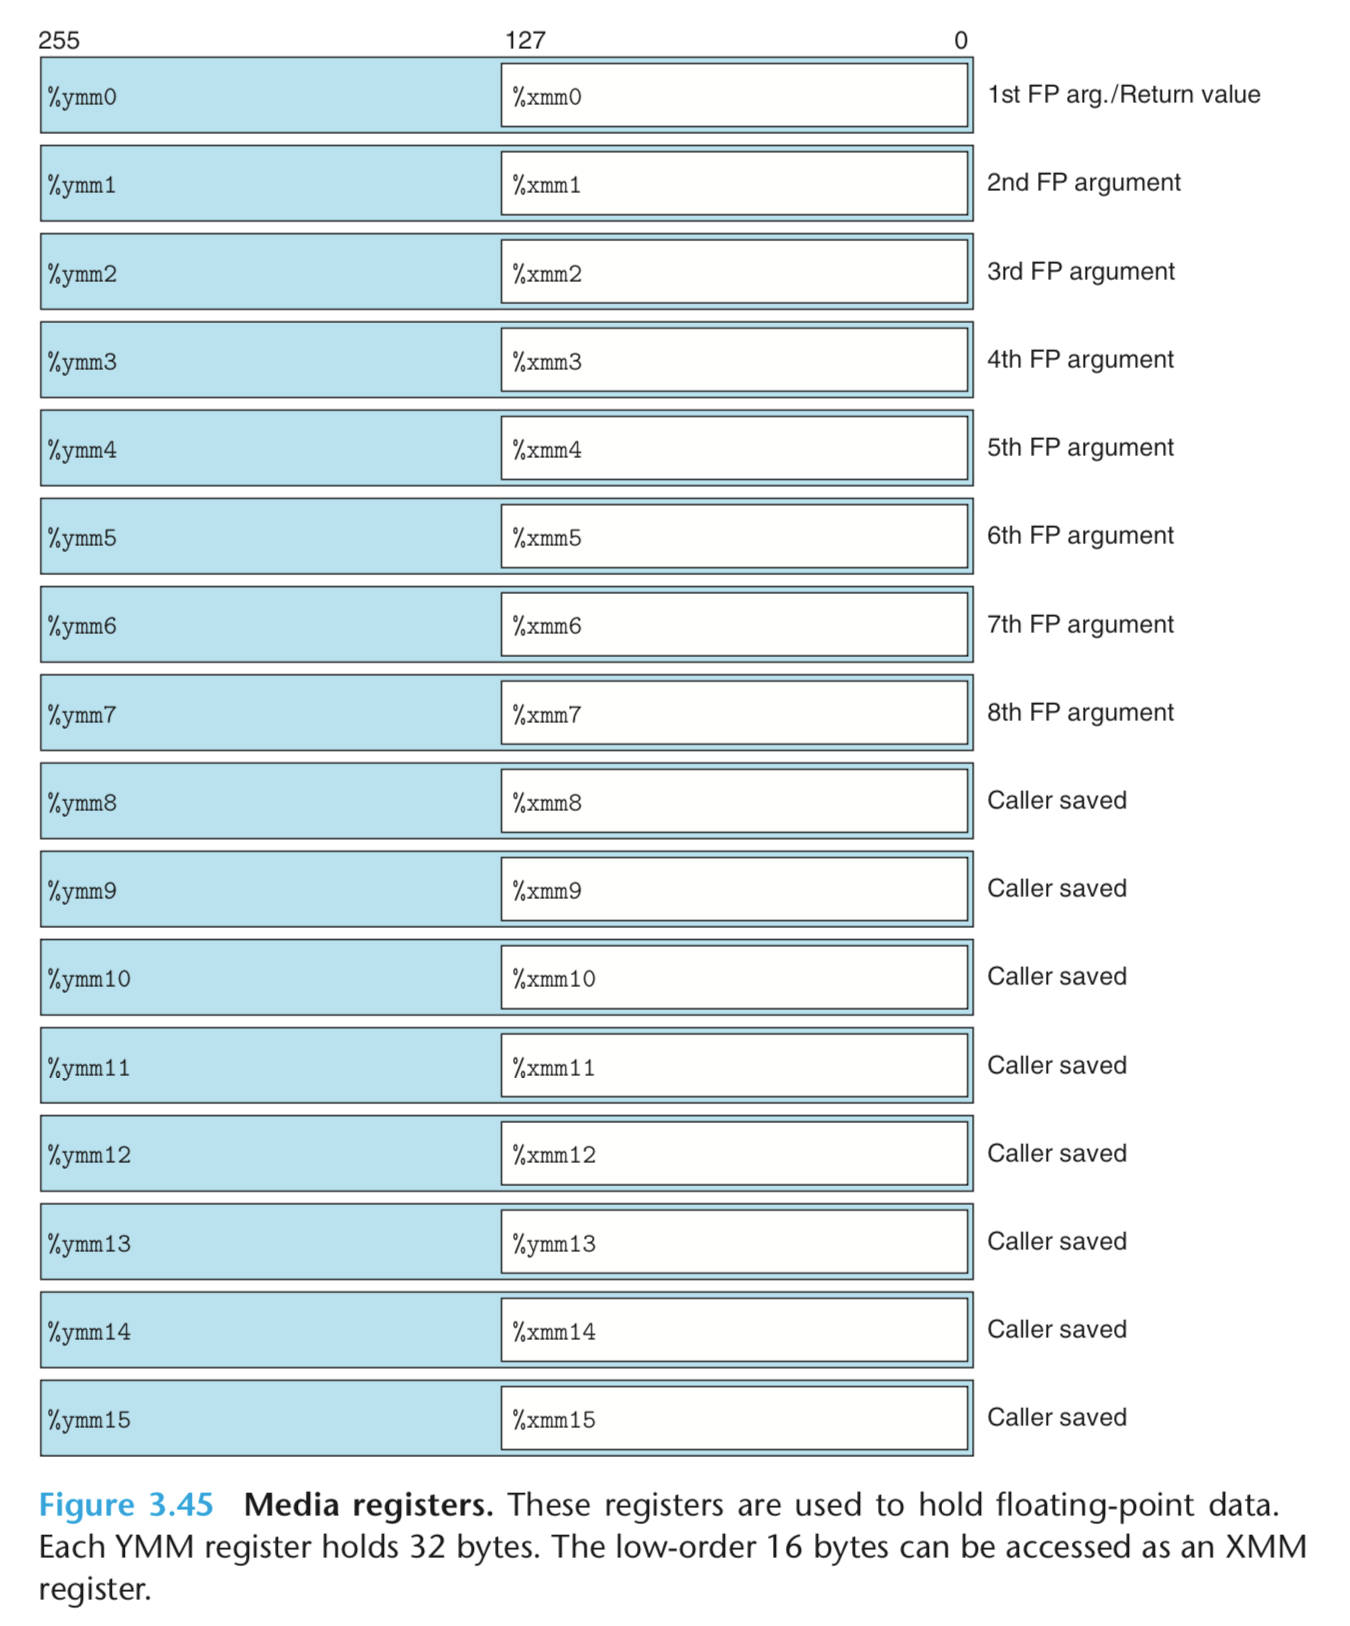 255 127 0
%ymm0 %xmm0 1st FP arg./Return value
%ymm1 %xmm1 2nd FP argument
%ymm2 %xmm2 3rd FP argument
%ymm3 %xmm3 4th FP argument
%ymm4 %xmm4 5th FP argument
%ymm5 %xmm5 6th FP argument
%ymm6 %xmm6 7th FP argument
%ymm7 %xmm7 8th FP argument
%ymm8 %xmm8 Caller saved
%ymm9 %xmm9 Caller saved
%ymm10 %xmm10 Caller saved
%ymm11 %xmm11 Caller saved
%ymm12 %xmm12 Caller saved
%ymm13 %ymm13 Caller saved
%ymm14 %xmm14 Caller saved
%ymm15 %xmm15 Caller saved
Figure 3.45 Media registers. These registers are used to hold floating-point data.
Each YMM register holds 32 bytes. The low-order 16 bytes can be accessed as an XMM
register.